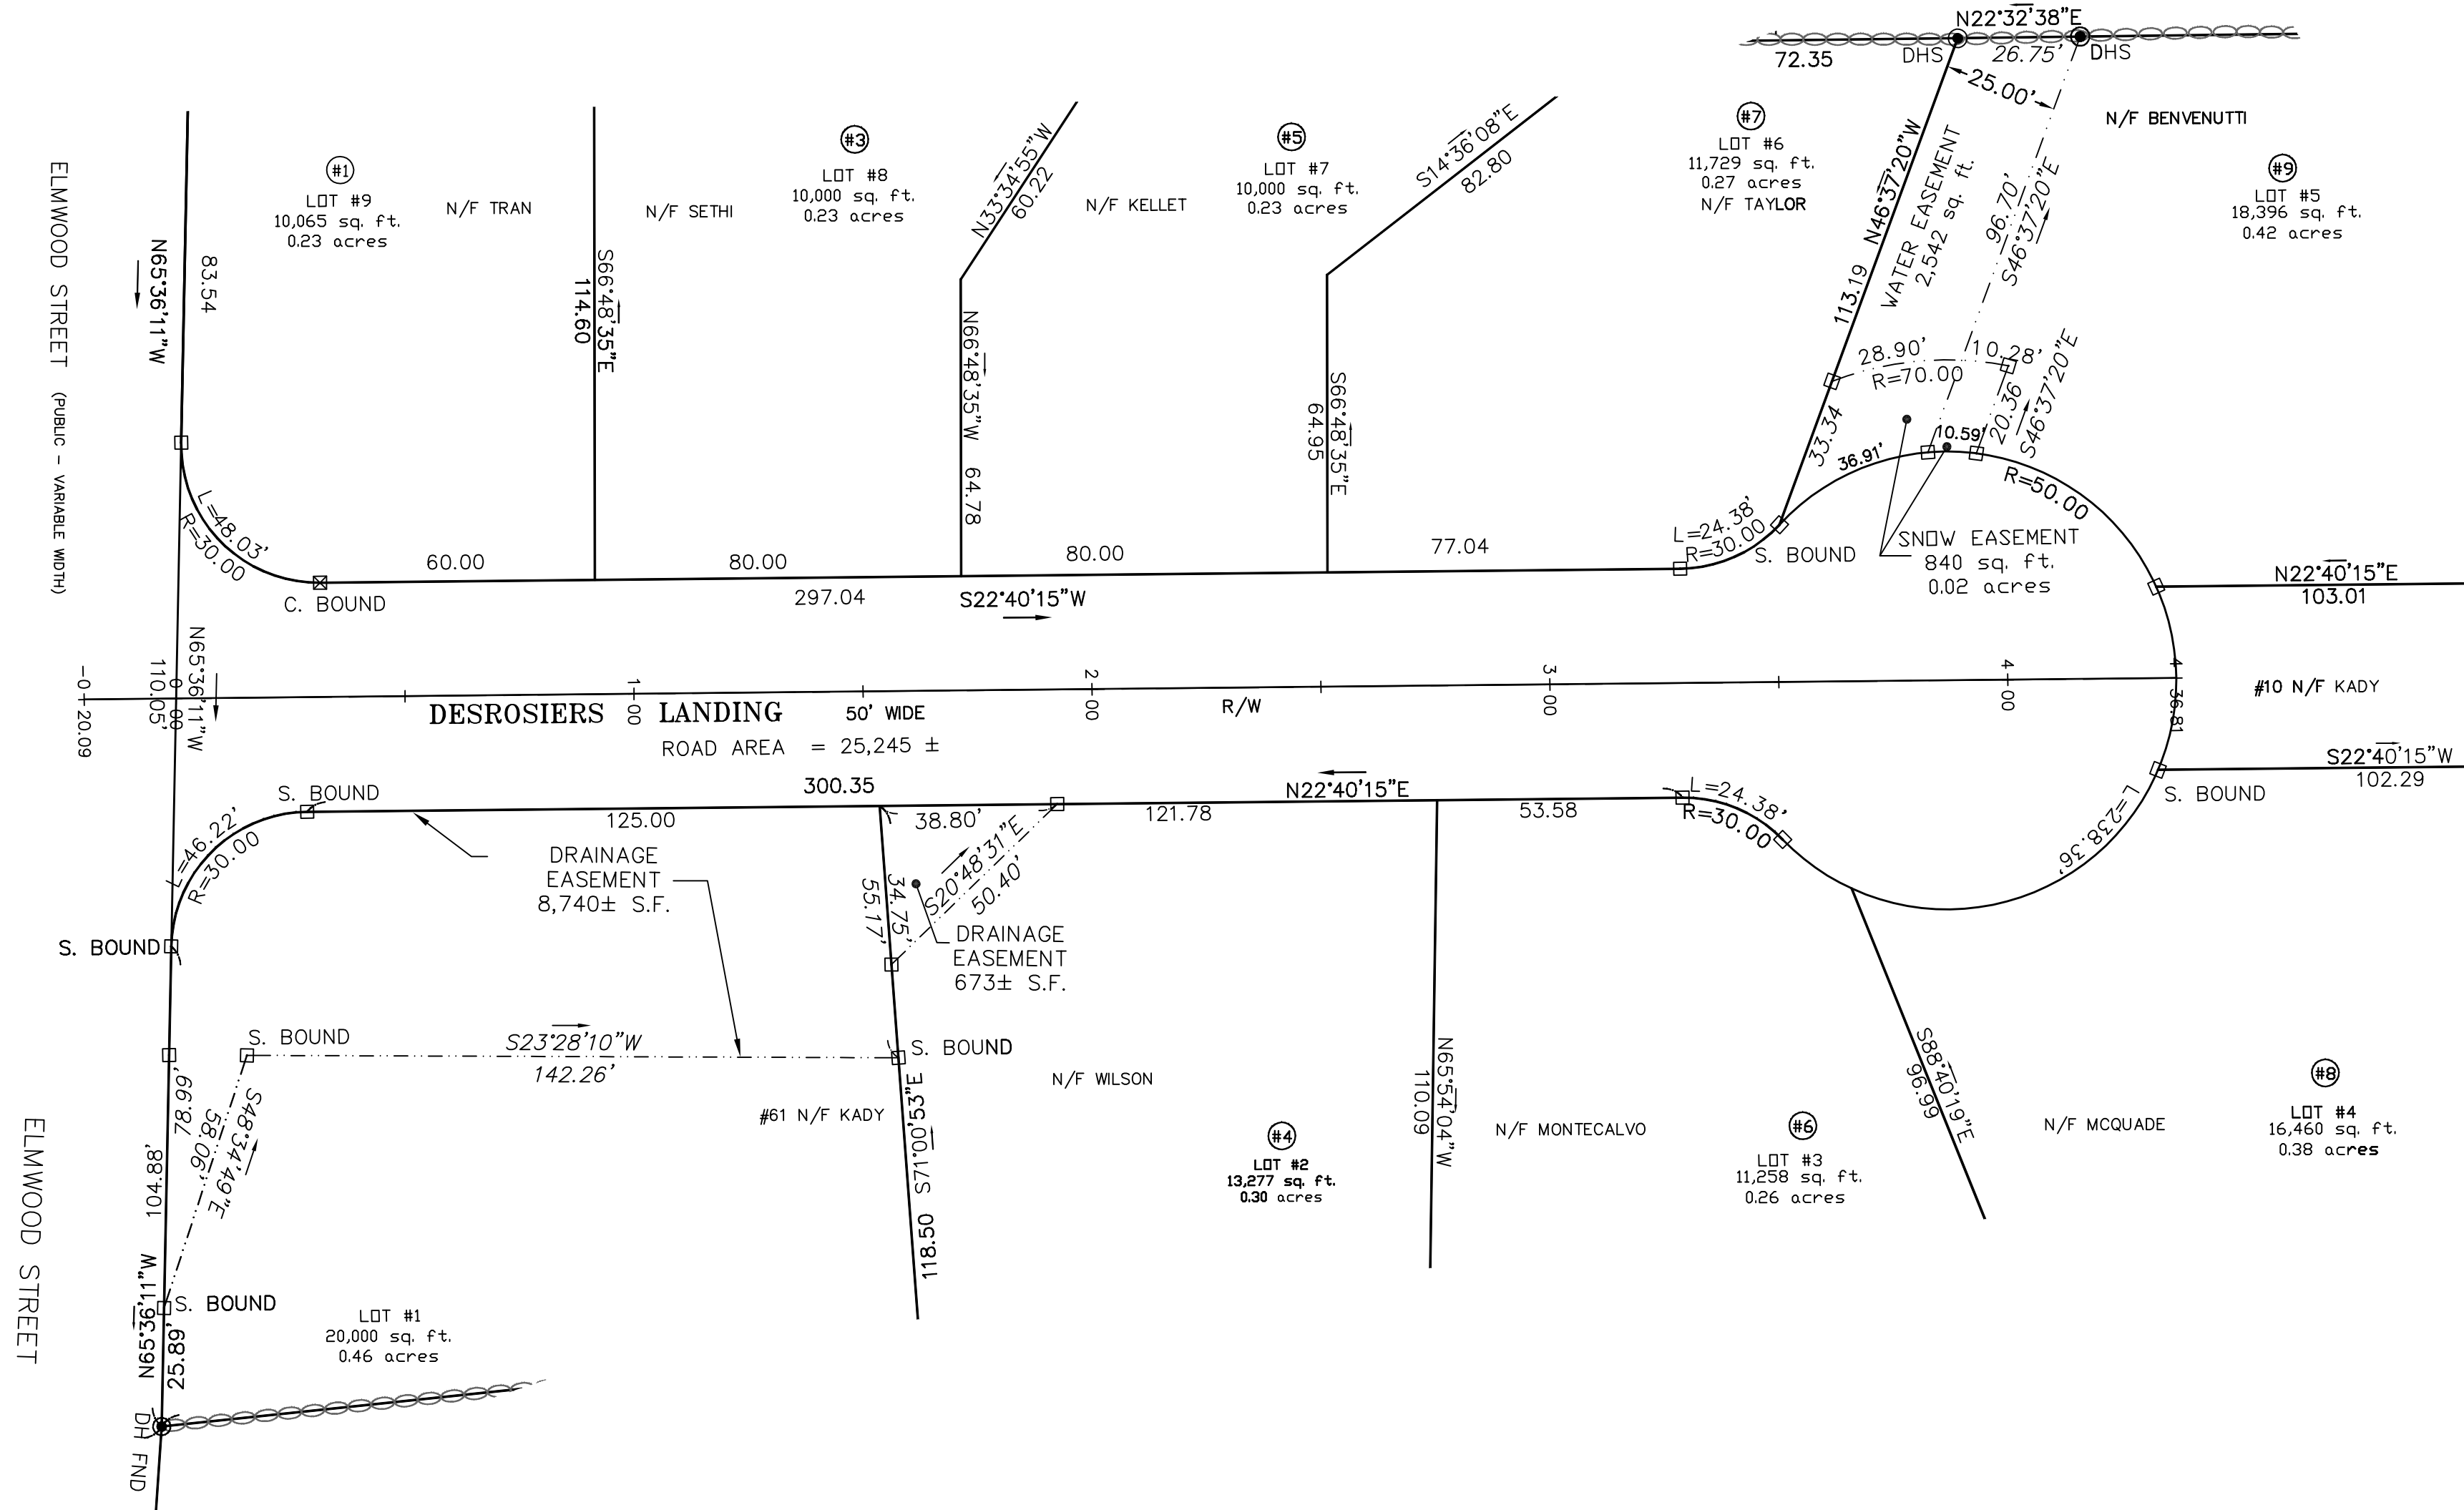 N22°32'38"E
72.35
DHS
26.75'
DHS
25.00'
N/F BENVENUTTI
#1
LOT #9
10,065 sq. ft.
0.23 acres
N/F TRAN
#3
LOT #8
10,000 sq. ft.
0.23 acres
N/F SETHI
#5
LOT #7
10,000 sq. ft.
0.23 acres
N/F KELLET
#7
LOT #6
11,729 sq. ft.
0.27 acres
N/F TAYLOR
#9
LOT #5
18,396 sq. ft.
0.42 acres
ELMWOOD STREET (PUBLIC - VARIABLE WIDTH)
N65°36'11"W
83.54
S66°48'35"E
114.60
N33°34'55"W
60.22
N66°48'35"W 64.78
S14°36'08"E
82.80
S66°48'35"E
64.95
113.19 N46°37'20"W
WATER EASEMENT
2,542 sq. ft.
96.70'
S46°37'20"E
28.90'
10.28'
R=70.00
33.34
36.91'
10.59'
20.36
S46°37'20"E
R=50.00
L=48.03'
R=30.00
C. BOUND
60.00
80.00
80.00
77.04
297.04
S22°40'15"W
L=24.38'
R=30.00
S. BOUND
SNOW EASEMENT
840 sq. ft.
0.02 acres
N22°40'15"E
103.01
N65°36'11"W
110.05'
-0+20.09
0+00
1+00
2+00
3+00
4+00
4+36.81
DESROSIERS LANDING 50' WIDE R/W
ROAD AREA = 25,245 ±
#10 N/F KADY
S22°40'15"W
102.29
S. BOUND
L=238.36'
S. BOUND
300.35
N22°40'15"E
125.00
38.80'
121.78
53.58
L=24.38'
R=30.00
L=46.22'
R=30.00
S. BOUND
DRAINAGE
EASEMENT
8,740± S.F.
34.75'
55.17'
S20°48'31"E
50.40'
DRAINAGE
EASEMENT
673± S.F.
S. BOUND
S23°28'10"W
142.26'
S. BOUND
#61 N/F KADY
118.50 S71°00'53"E
N/F WILSON
#4
LOT #2
13,277 sq. ft.
0.30 acres
N65°54'04"W
110.09
N/F MONTECALVO
#6
LOT #3
11,258 sq. ft.
0.26 acres
S88°40'19"E
96.99
N/F MCQUADE
#8
LOT #4
16,460 sq. ft.
0.38 acres
78.99'
104.88'
S48°34'49"E
58.06'
S. BOUND
N65°36'11"W
25.89'
LOT #1
20,000 sq. ft.
0.46 acres
ELMWOOD STREET
DH FND